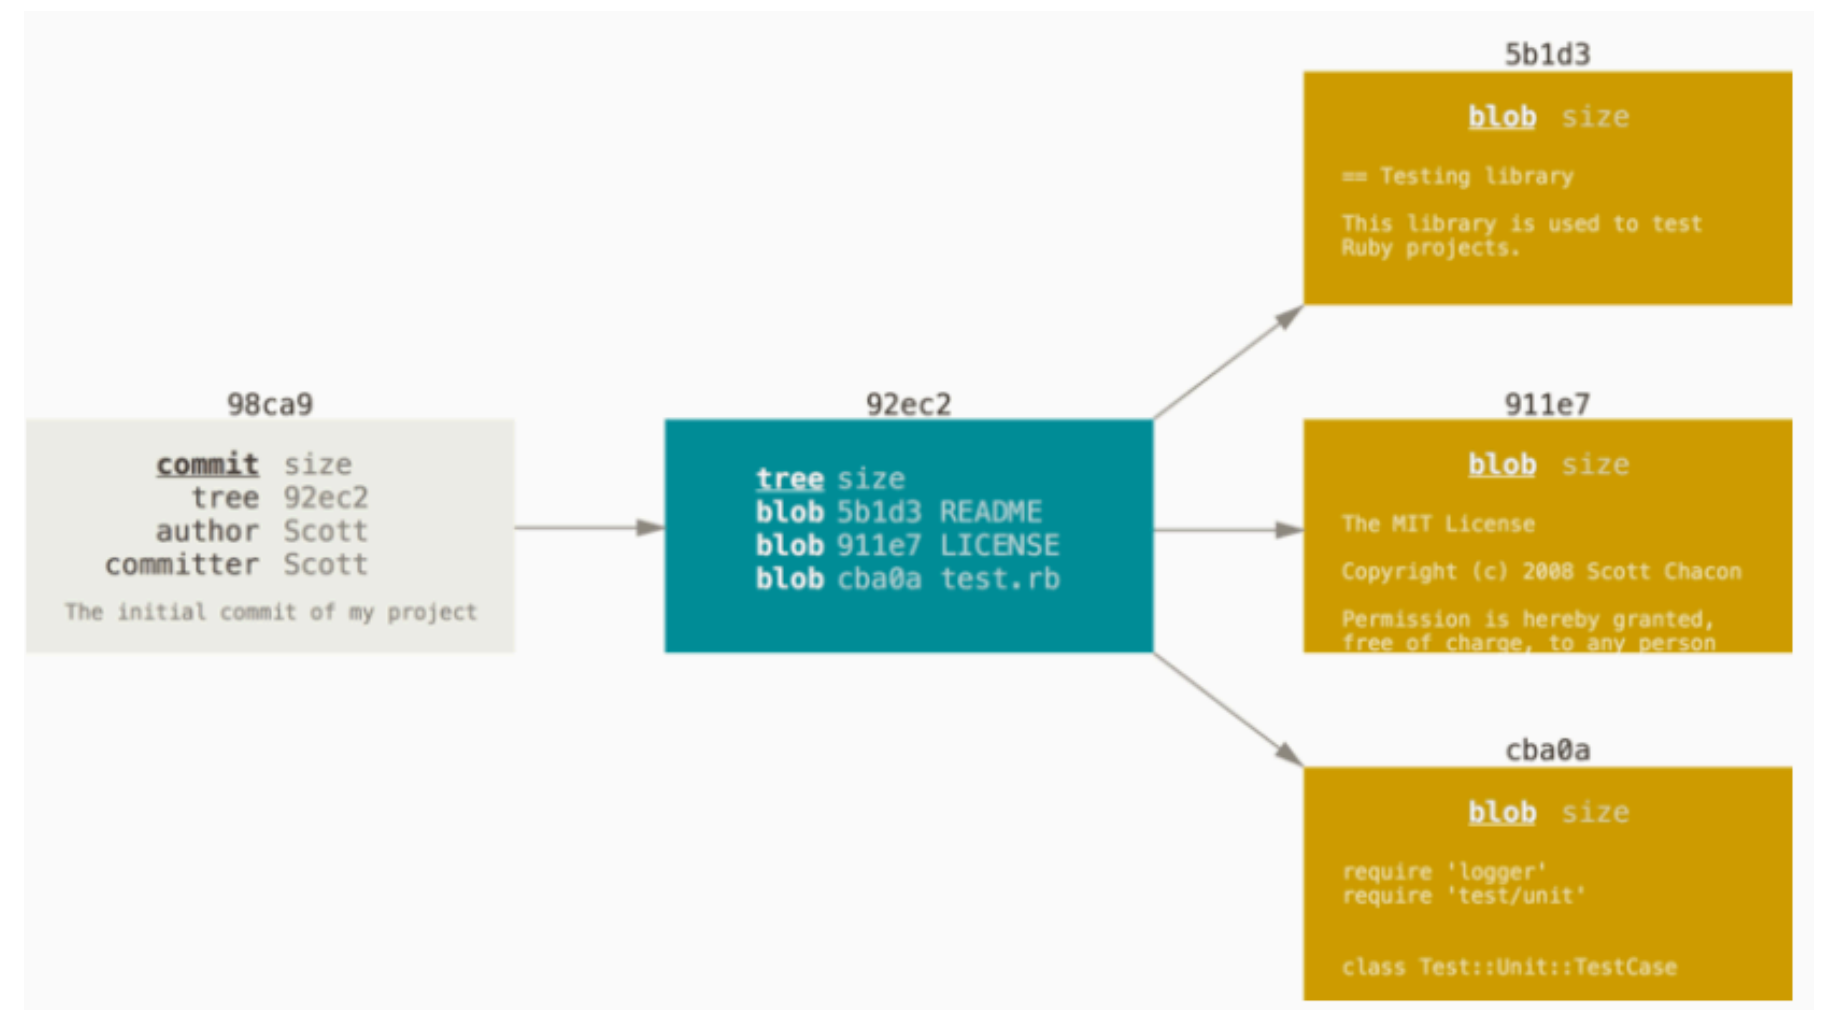 98ca9
commit size
tree 92ec2
author Scott
committer Scott
The initial commit of my project
92ec2
tree size
blob 5b1d3 README
blob 911e7 LICENSE
blob cba0a test.rb
5b1d3
blob size
== Testing library
This library is used to test
Ruby projects.
911e7
blob size
The MIT License
Copyright (c) 2008 Scott Chacon
Permission is hereby granted,
free of charge, to any person
cba0a
blob size
require 'logger'
require 'test/unit'
class Test::Unit::TestCase